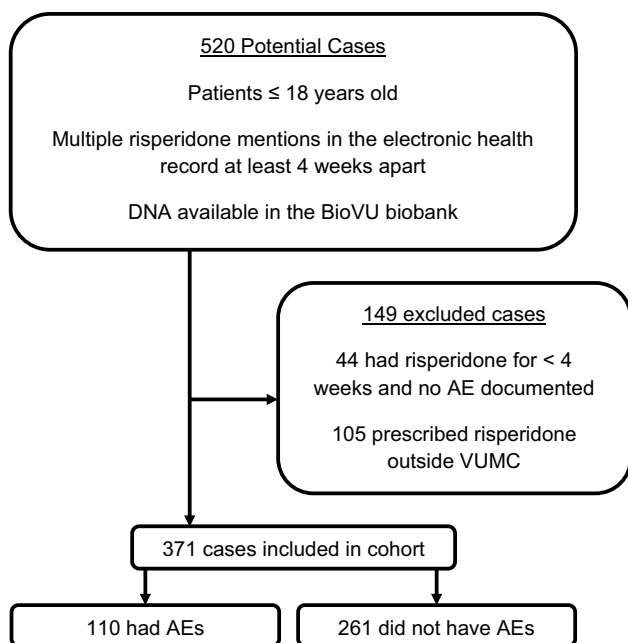 520 Potential Cases
Patients ≤ 18 years old
Multiple risperidone mentions in the electronic health
record at least 4 weeks apart
DNA available in the BioVU biobank
149 excluded cases
44 had risperidone for < 4
weeks and no AE documented
105 prescribed risperidone
outside VUMC
371 cases included in cohort
110 had AEs
261 did not have AEs